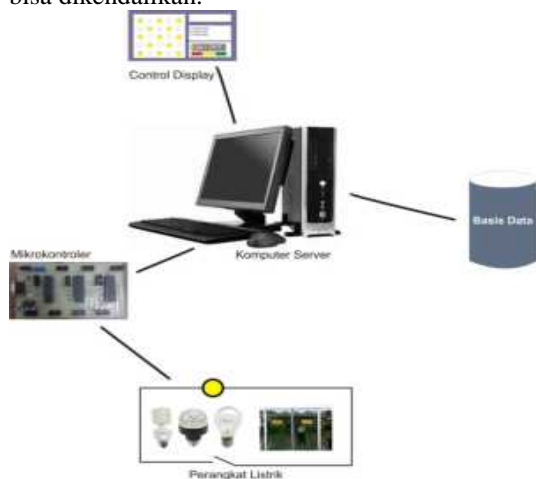 bisa dikendalikan.
Control Display
Basis Data
Mikrokontroler
Komputer Server
Perangkat Listrik